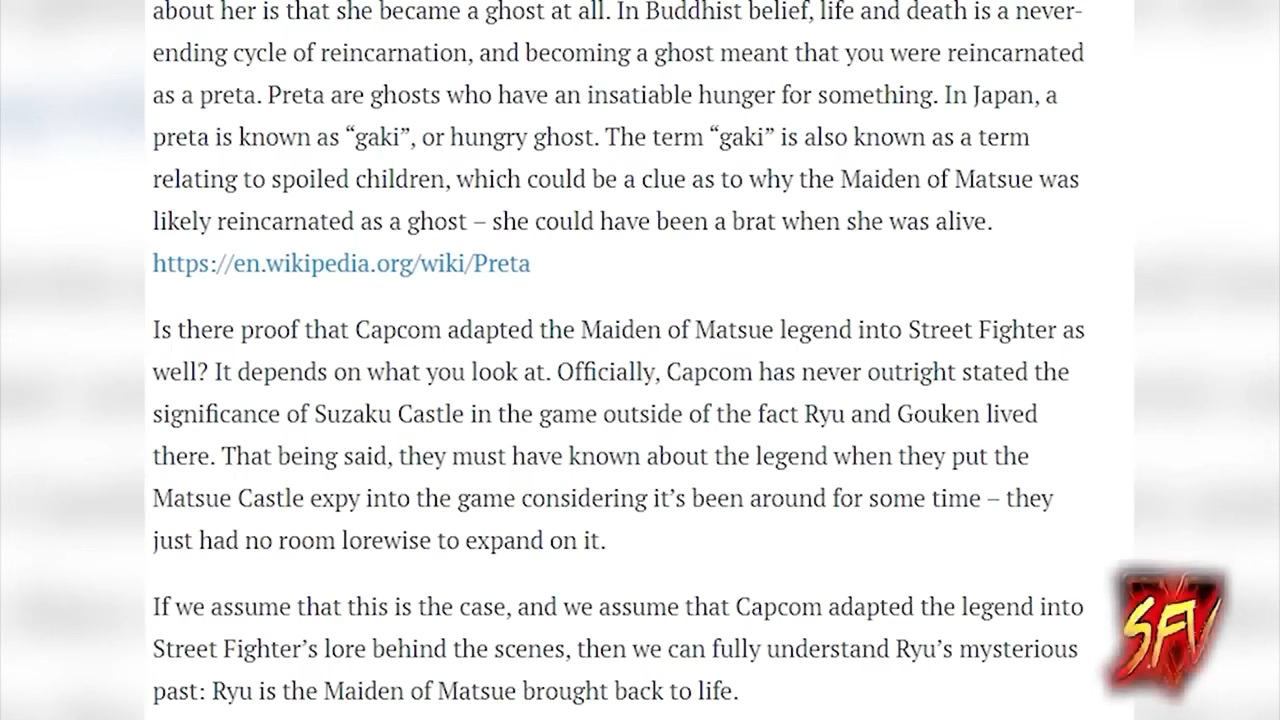 about her is that she became a ghost at all. In Buddhist belief, life and death is a never-
ending cycle of reincarnation, and becoming a ghost meant that you were reincarnated
as a preta. Preta are ghosts who have an insatiable hunger for something. In Japan, a
preta is known as “gaki”, or hungry ghost. The term “gaki” is also known as a term
relating to spoiled children, which could be a clue as to why the Maiden of Matsue was
likely reincarnated as a ghost – she could have been a brat when she was alive.
https://en.wikipedia.org/wiki/Preta
Is there proof that Capcom adapted the Maiden of Matsue legend into Street Fighter as
well? It depends on what you look at. Officially, Capcom has never outright stated the
significance of Suzaku Castle in the game outside of the fact Ryu and Gouken lived
there. That being said, they must have known about the legend when they put the
Matsue Castle expy into the game considering it’s been around for some time – they
just had no room lorewise to expand on it.
If we assume that this is the case, and we assume that Capcom adapted the legend into
Street Fighter’s lore behind the scenes, then we can fully understand Ryu’s mysterious
past: Ryu is the Maiden of Matsue brought back to life.
SFV